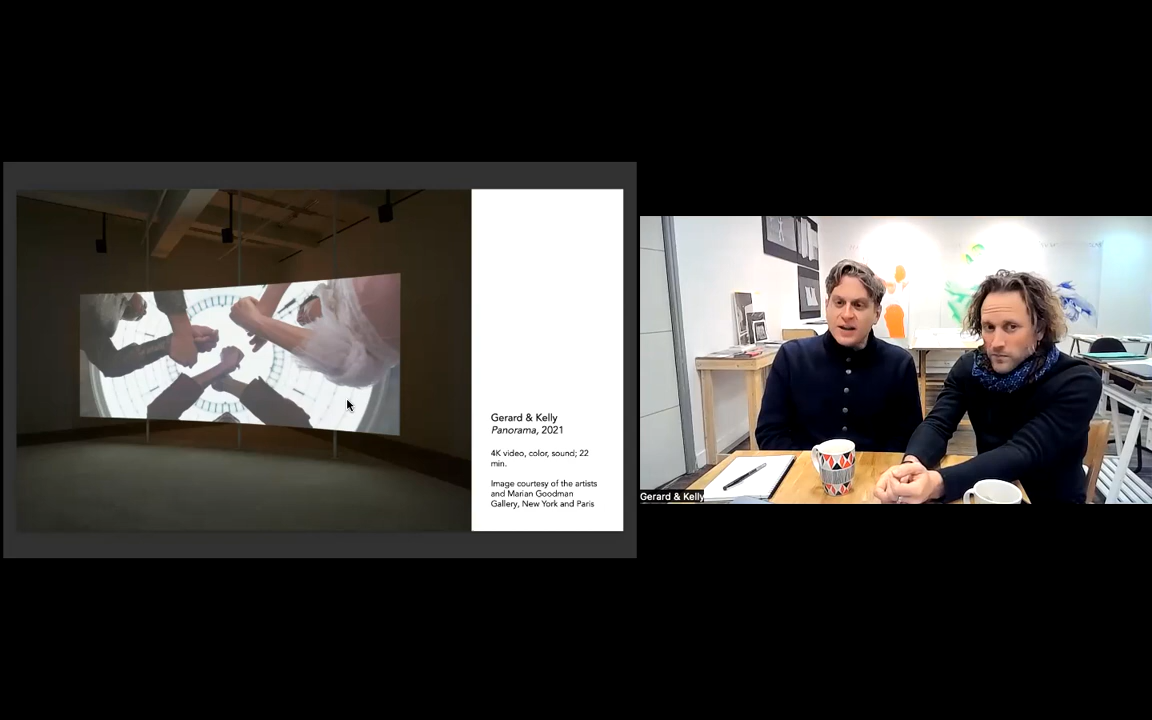 Gerard & Kelly
Panorama, 2021
4K video, color, sound; 22
min.
Image courtesy of the artists
and Marian Goodman
Gallery, New York and Paris
Gerard & Kelly